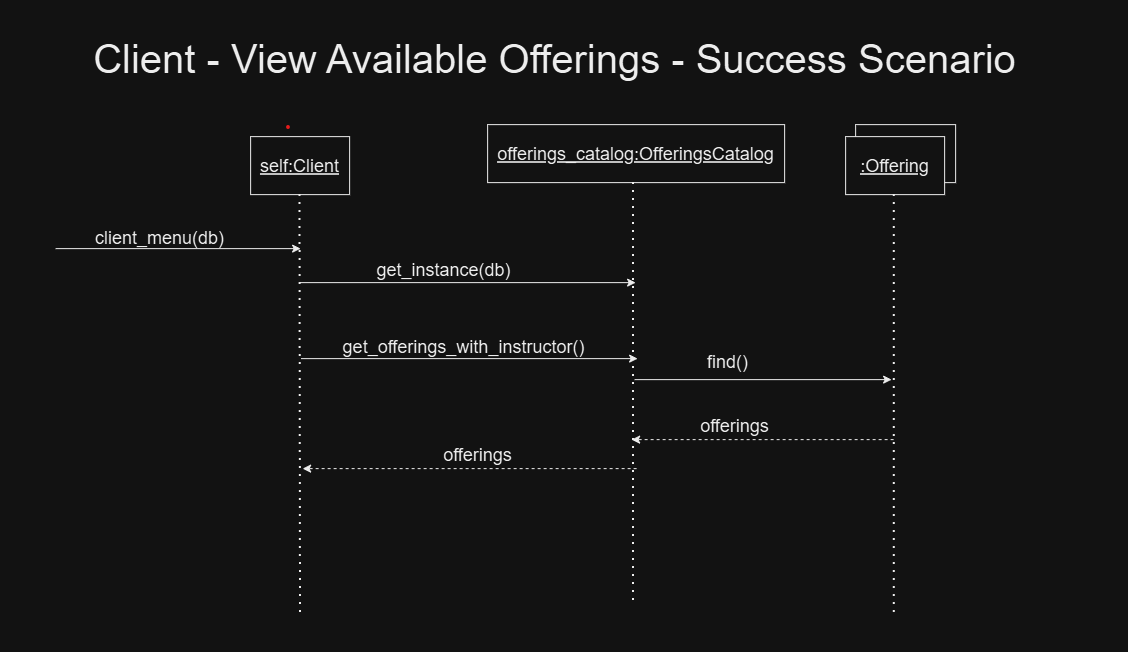 Client - View Available Offerings - Success Scenario
self:Client
offerings_catalog:OfferingsCatalog
:Offering
client_menu(db)
get_instance(db)
get_offerings_with_instructor()
find()
offerings
offerings